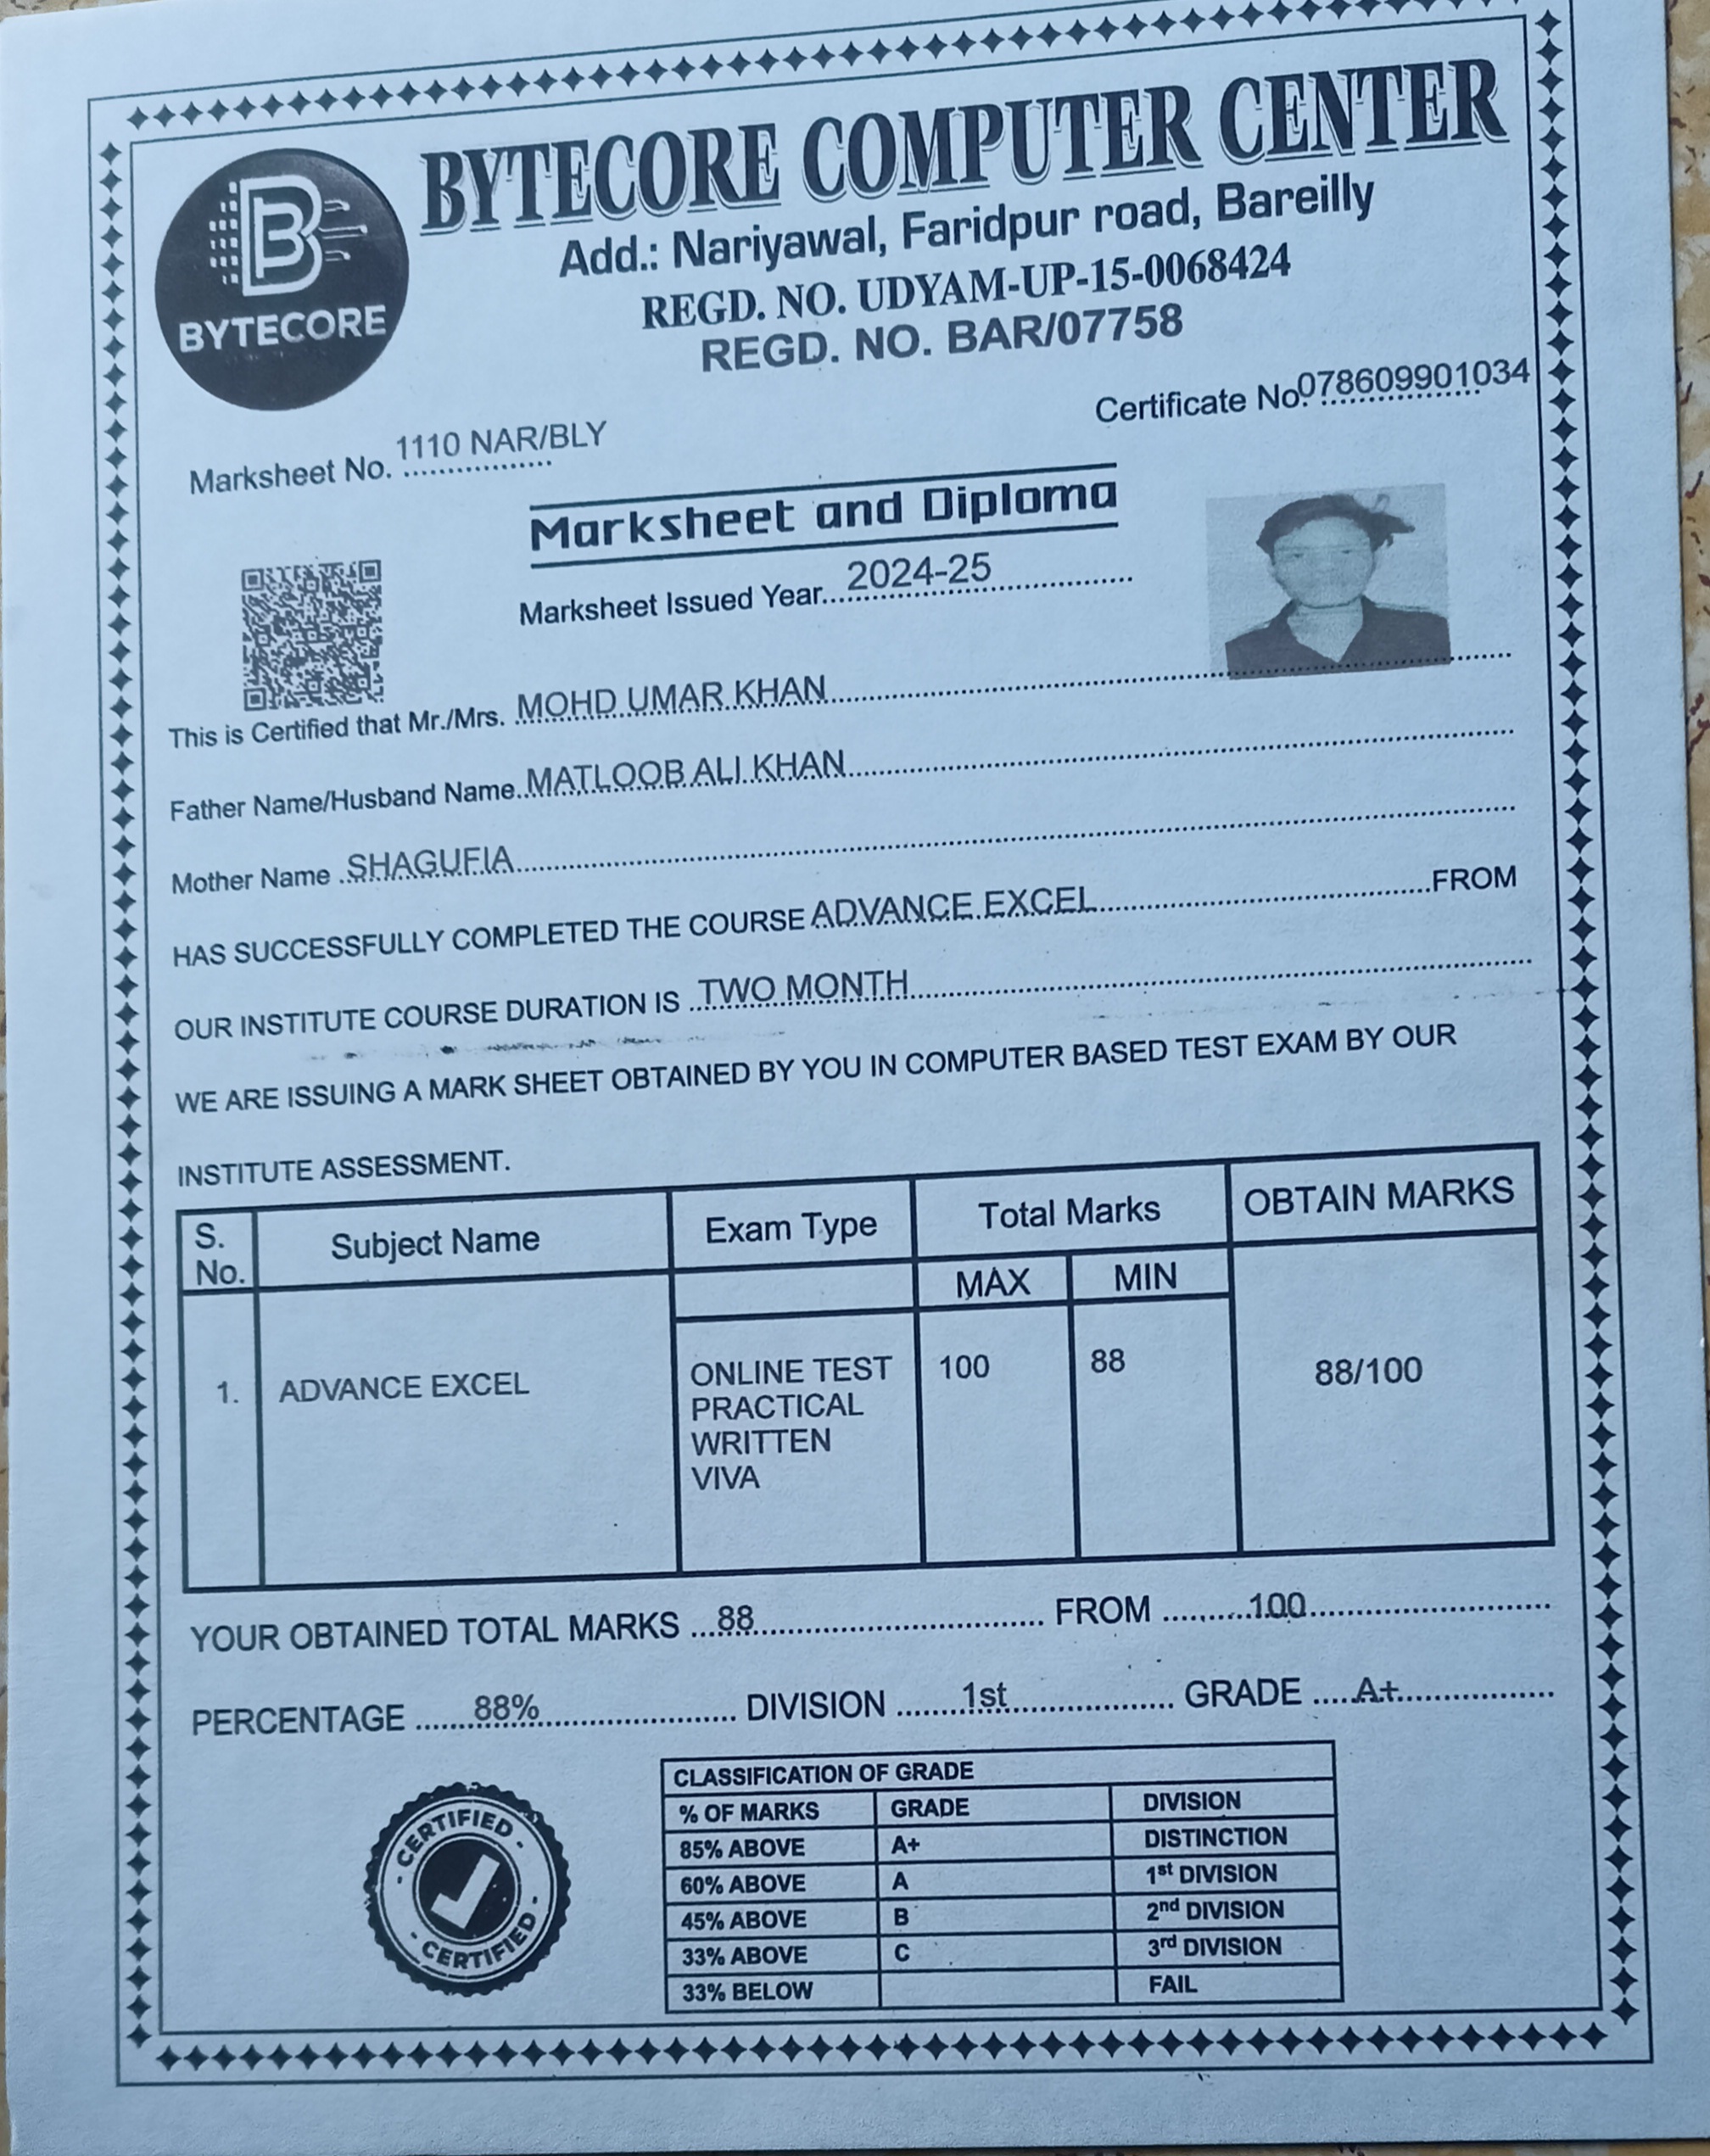 BYTECORE COMPUTER CENTER
BYTECORE
Add.: Nariyawal, Faridpur road, Bareilly
REGD. NO. UDYAM-UP-15-0068424
REGD. NO. BAR/07758
Certificate No. 078609901034
Marksheet No. 1110 NAR/BLY
Marksheet and Diploma
Marksheet Issued Year 2024-25
This is Certified that Mr./Mrs. MOHD UMAR KHAN
Father Name/Husband Name MATLOOB ALI KHAN
Mother Name SHAGUFIA
HAS SUCCESSFULLY COMPLETED THE COURSE ADVANCE EXCEL FROM
OUR INSTITUTE COURSE DURATION IS TWO MONTH
WE ARE ISSUING A MARK SHEET OBTAINED BY YOU IN COMPUTER BASED TEST EXAM BY OUR
INSTITUTE ASSESSMENT.
S. No. Subject Name Exam Type Total Marks OBTAIN MARKS
MAX MIN
1. ADVANCE EXCEL ONLINE TEST 100 88 88/100
PRACTICAL
WRITTEN
VIVA
YOUR OBTAINED TOTAL MARKS 88 FROM 100
PERCENTAGE 88% DIVISION 1st GRADE A+
CERTIFIED
CERTIFIED
CLASSIFICATION OF GRADE
% OF MARKS GRADE DIVISION
85% ABOVE A+ DISTINCTION
60% ABOVE A 1st DIVISION
45% ABOVE B 2nd DIVISION
33% ABOVE C 3rd DIVISION
33% BELOW FAIL